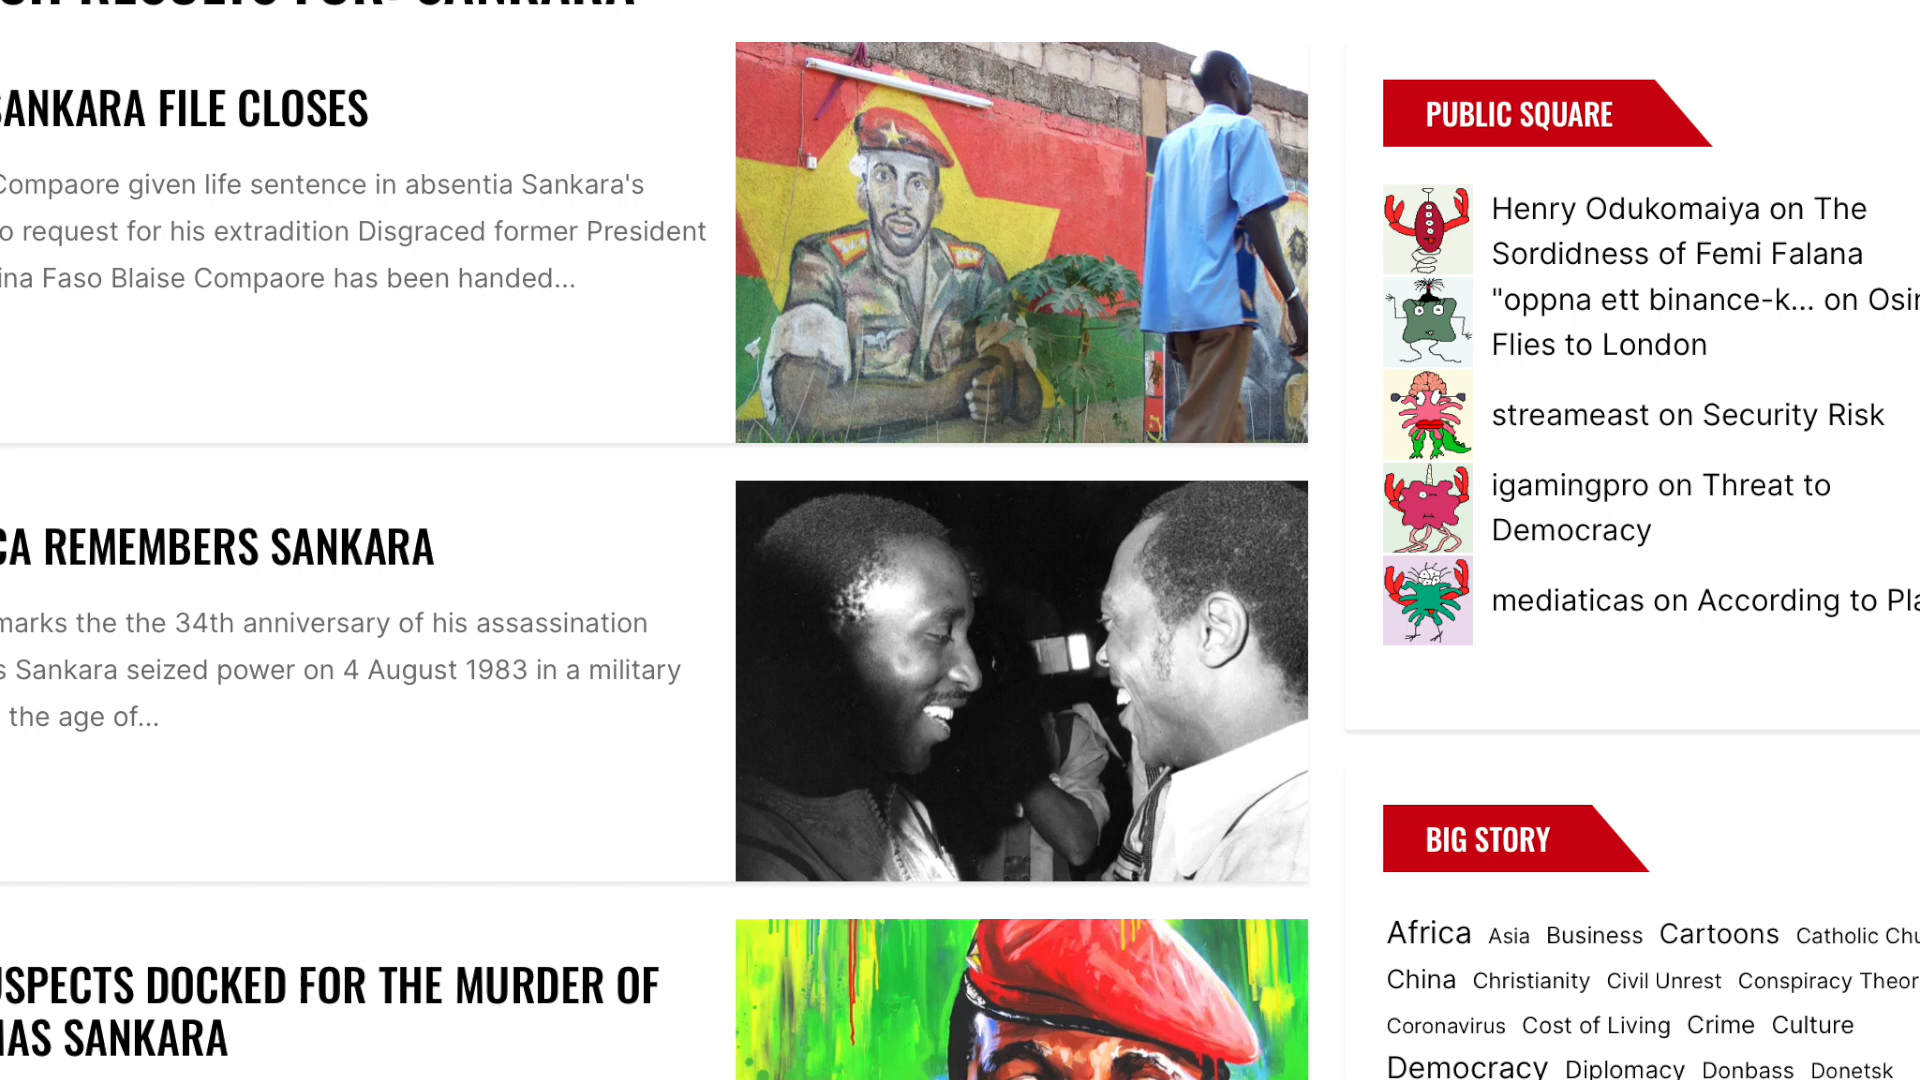 SANKARA FILE CLOSES
Compaore given life sentence in absentia Sankara's
o request for his extradition Disgraced former President
ina Faso Blaise Compaore has been handed...
CA REMEMBERS SANKARA
marks the the 34th anniversary of his assassination
s Sankara seized power on 4 August 1983 in a military
the age of...
USPECTS DOCKED FOR THE MURDER OF
MAS SANKARA
PUBLIC SQUARE
Henry Odukomaiya on The
Sordidness of Femi Falana
"oppna ett binance-k... on Osin
Flies to London
streameast on Security Risk
igamingpro on Threat to
Democracy
mediaticas on According to Pla
BIG STORY
Africa Asia Business Cartoons Catholic Chu
China Christianity Civil Unrest Conspiracy Theor
Coronavirus Cost of Living Crime Culture
Democracy Diplomacy Donbass Donetsk